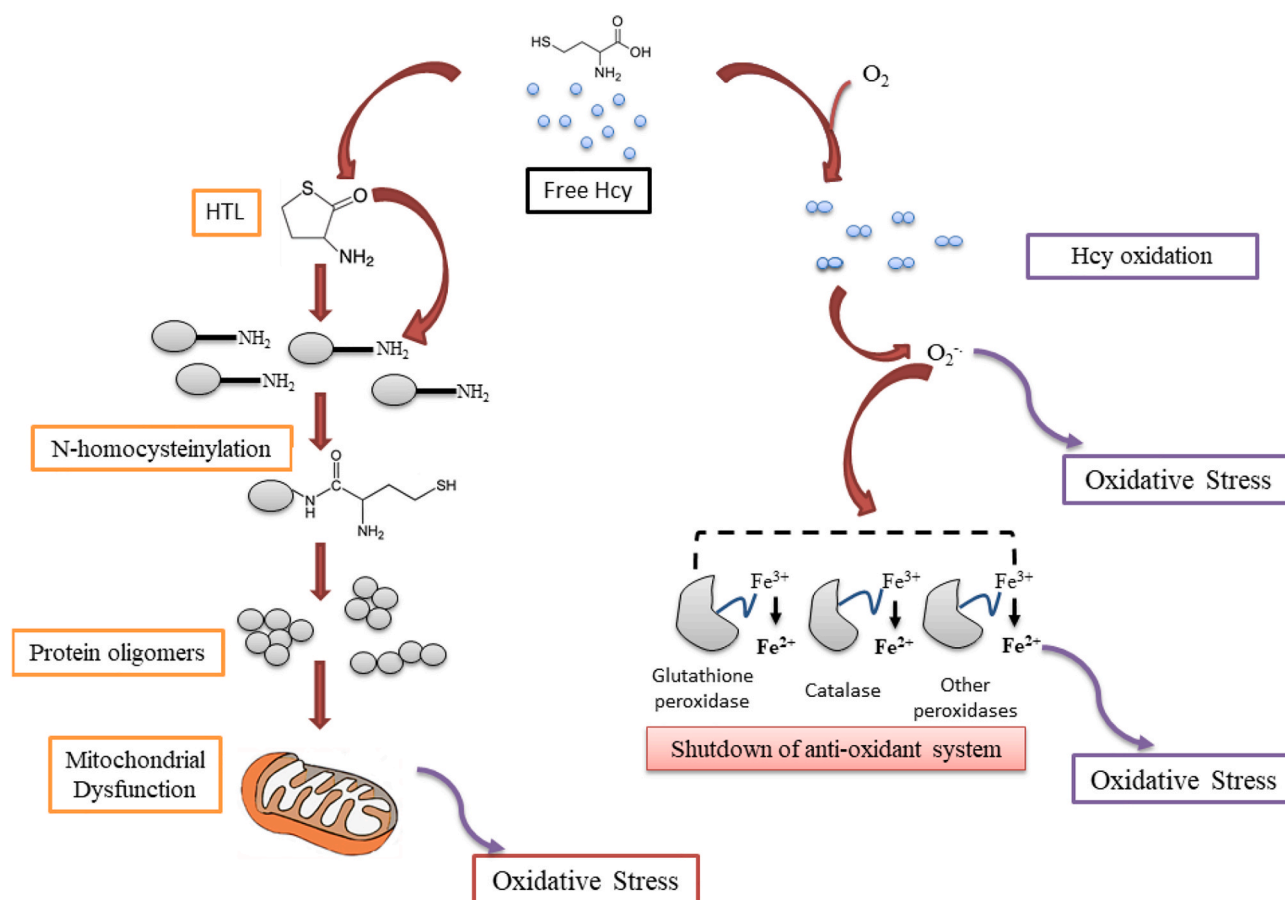 HS
O
OH
NH₂
O₂
Free Hcy
HTL
S
O
NH₂
Hcy oxidation
NH₂
NH₂
NH₂
NH₂
O₂⁻·
N-homocysteinylation
O
C
N
H
SH
NH₂
Oxidative Stress
Protein oligomers
Fe³⁺
Fe³⁺
Fe³⁺
Fe²⁺
Fe²⁺
Fe²⁺
Glutathione
peroxidase
Catalase
Other
peroxidases
Shutdown of anti-oxidant system
Mitochondrial
Dysfunction
Oxidative Stress
Oxidative Stress